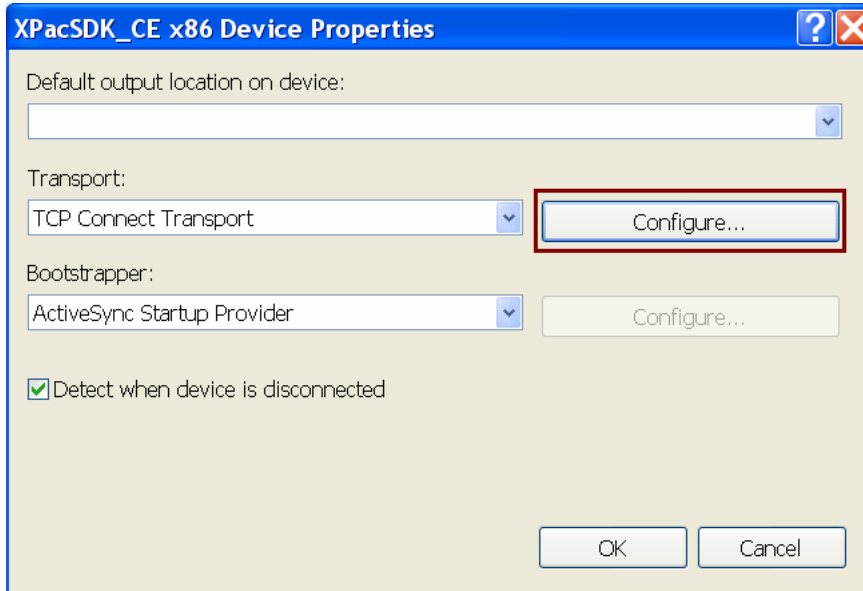 XPacSDK_CE x86 Device Properties
Default output location on device:
Transport:
TCP Connect Transport
Configure...
Bootstrapper:
ActiveSync Startup Provider
Configure...
Detect when device is disconnected
OK
Cancel